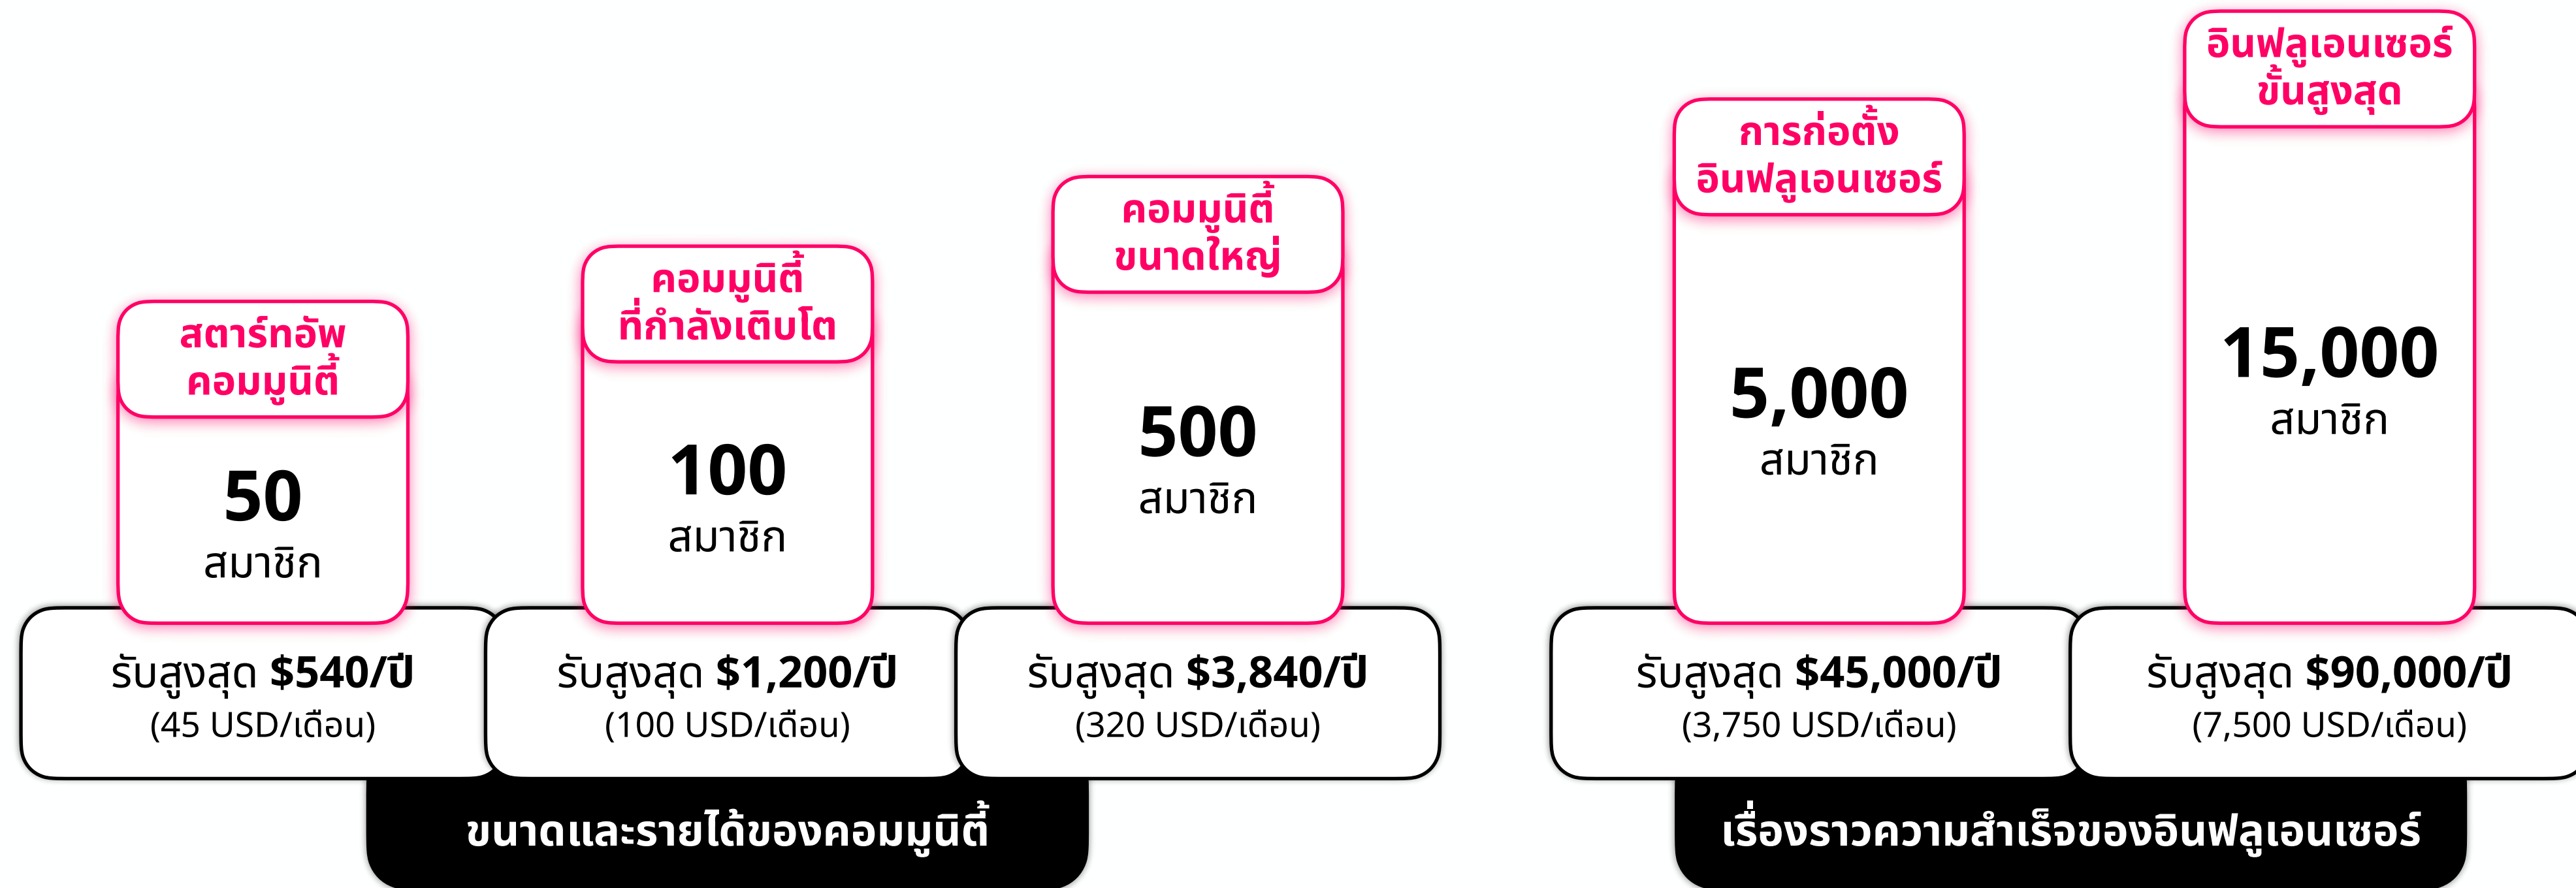 สตาร์ทอัพ
คอมมูนิตี้
50
สมาชิก
รับสูงสุด $540/ปี
(45 USD/เดือน)
คอมมูนิตี้
ที่กำลังเติบโต
100
สมาชิก
รับสูงสุด $1,200/ปี
(100 USD/เดือน)
คอมมูนิตี้
ขนาดใหญ่
500
สมาชิก
รับสูงสุด $3,840/ปี
(320 USD/เดือน)
ขนาดและรายได้ของคอมมูนิตี้
การก่อตั้ง
อินฟลูเอนเซอร์
5,000
สมาชิก
รับสูงสุด $45,000/ปี
(3,750 USD/เดือน)
อินฟลูเอนเซอร์
ขั้นสูงสุด
15,000
สมาชิก
รับสูงสุด $90,000/ปี
(7,500 USD/เดือน)
เรื่องราวความสำเร็จของอินฟลูเอนเซอร์